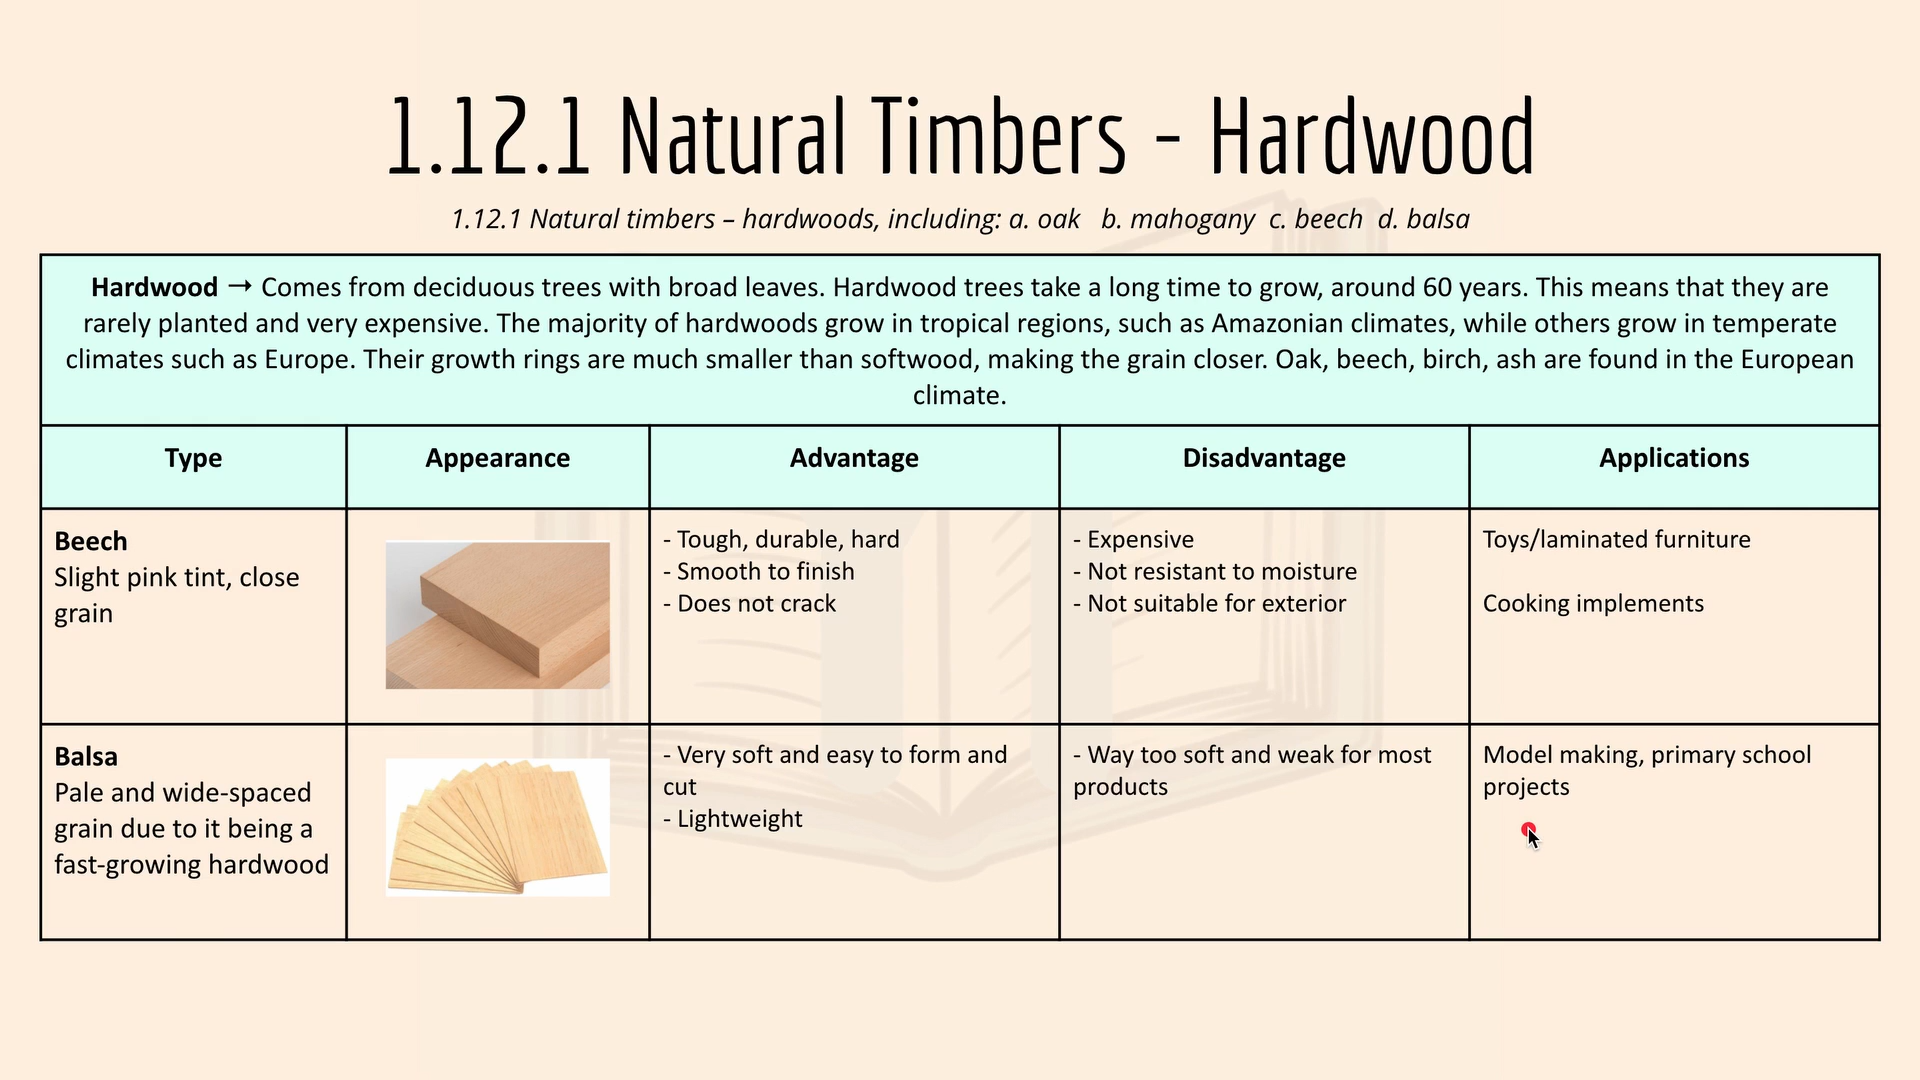 1.12.1 Natural Timbers - Hardwood
1.12.1 Natural timbers – hardwoods, including: a. oak b. mahogany c. beech d. balsa
Hardwood → Comes from deciduous trees with broad leaves. Hardwood trees take a long time to grow, around 60 years. This means that they are
rarely planted and very expensive. The majority of hardwoods grow in tropical regions, such as Amazonian climates, while others grow in temperate
climates such as Europe. Their growth rings are much smaller than softwood, making the grain closer. Oak, beech, birch, ash are found in the European
climate.
Type
Appearance
Advantage
Disadvantage
Applications
Beech
Slight pink tint, close
grain
- Tough, durable, hard
- Smooth to finish
- Does not crack
- Expensive
- Not resistant to moisture
- Not suitable for exterior
Toys/laminated furniture
Cooking implements
Balsa
Pale and wide-spaced
grain due to it being a
fast-growing hardwood
- Very soft and easy to form and
cut
- Lightweight
- Way too soft and weak for most
products
Model making, primary school
projects